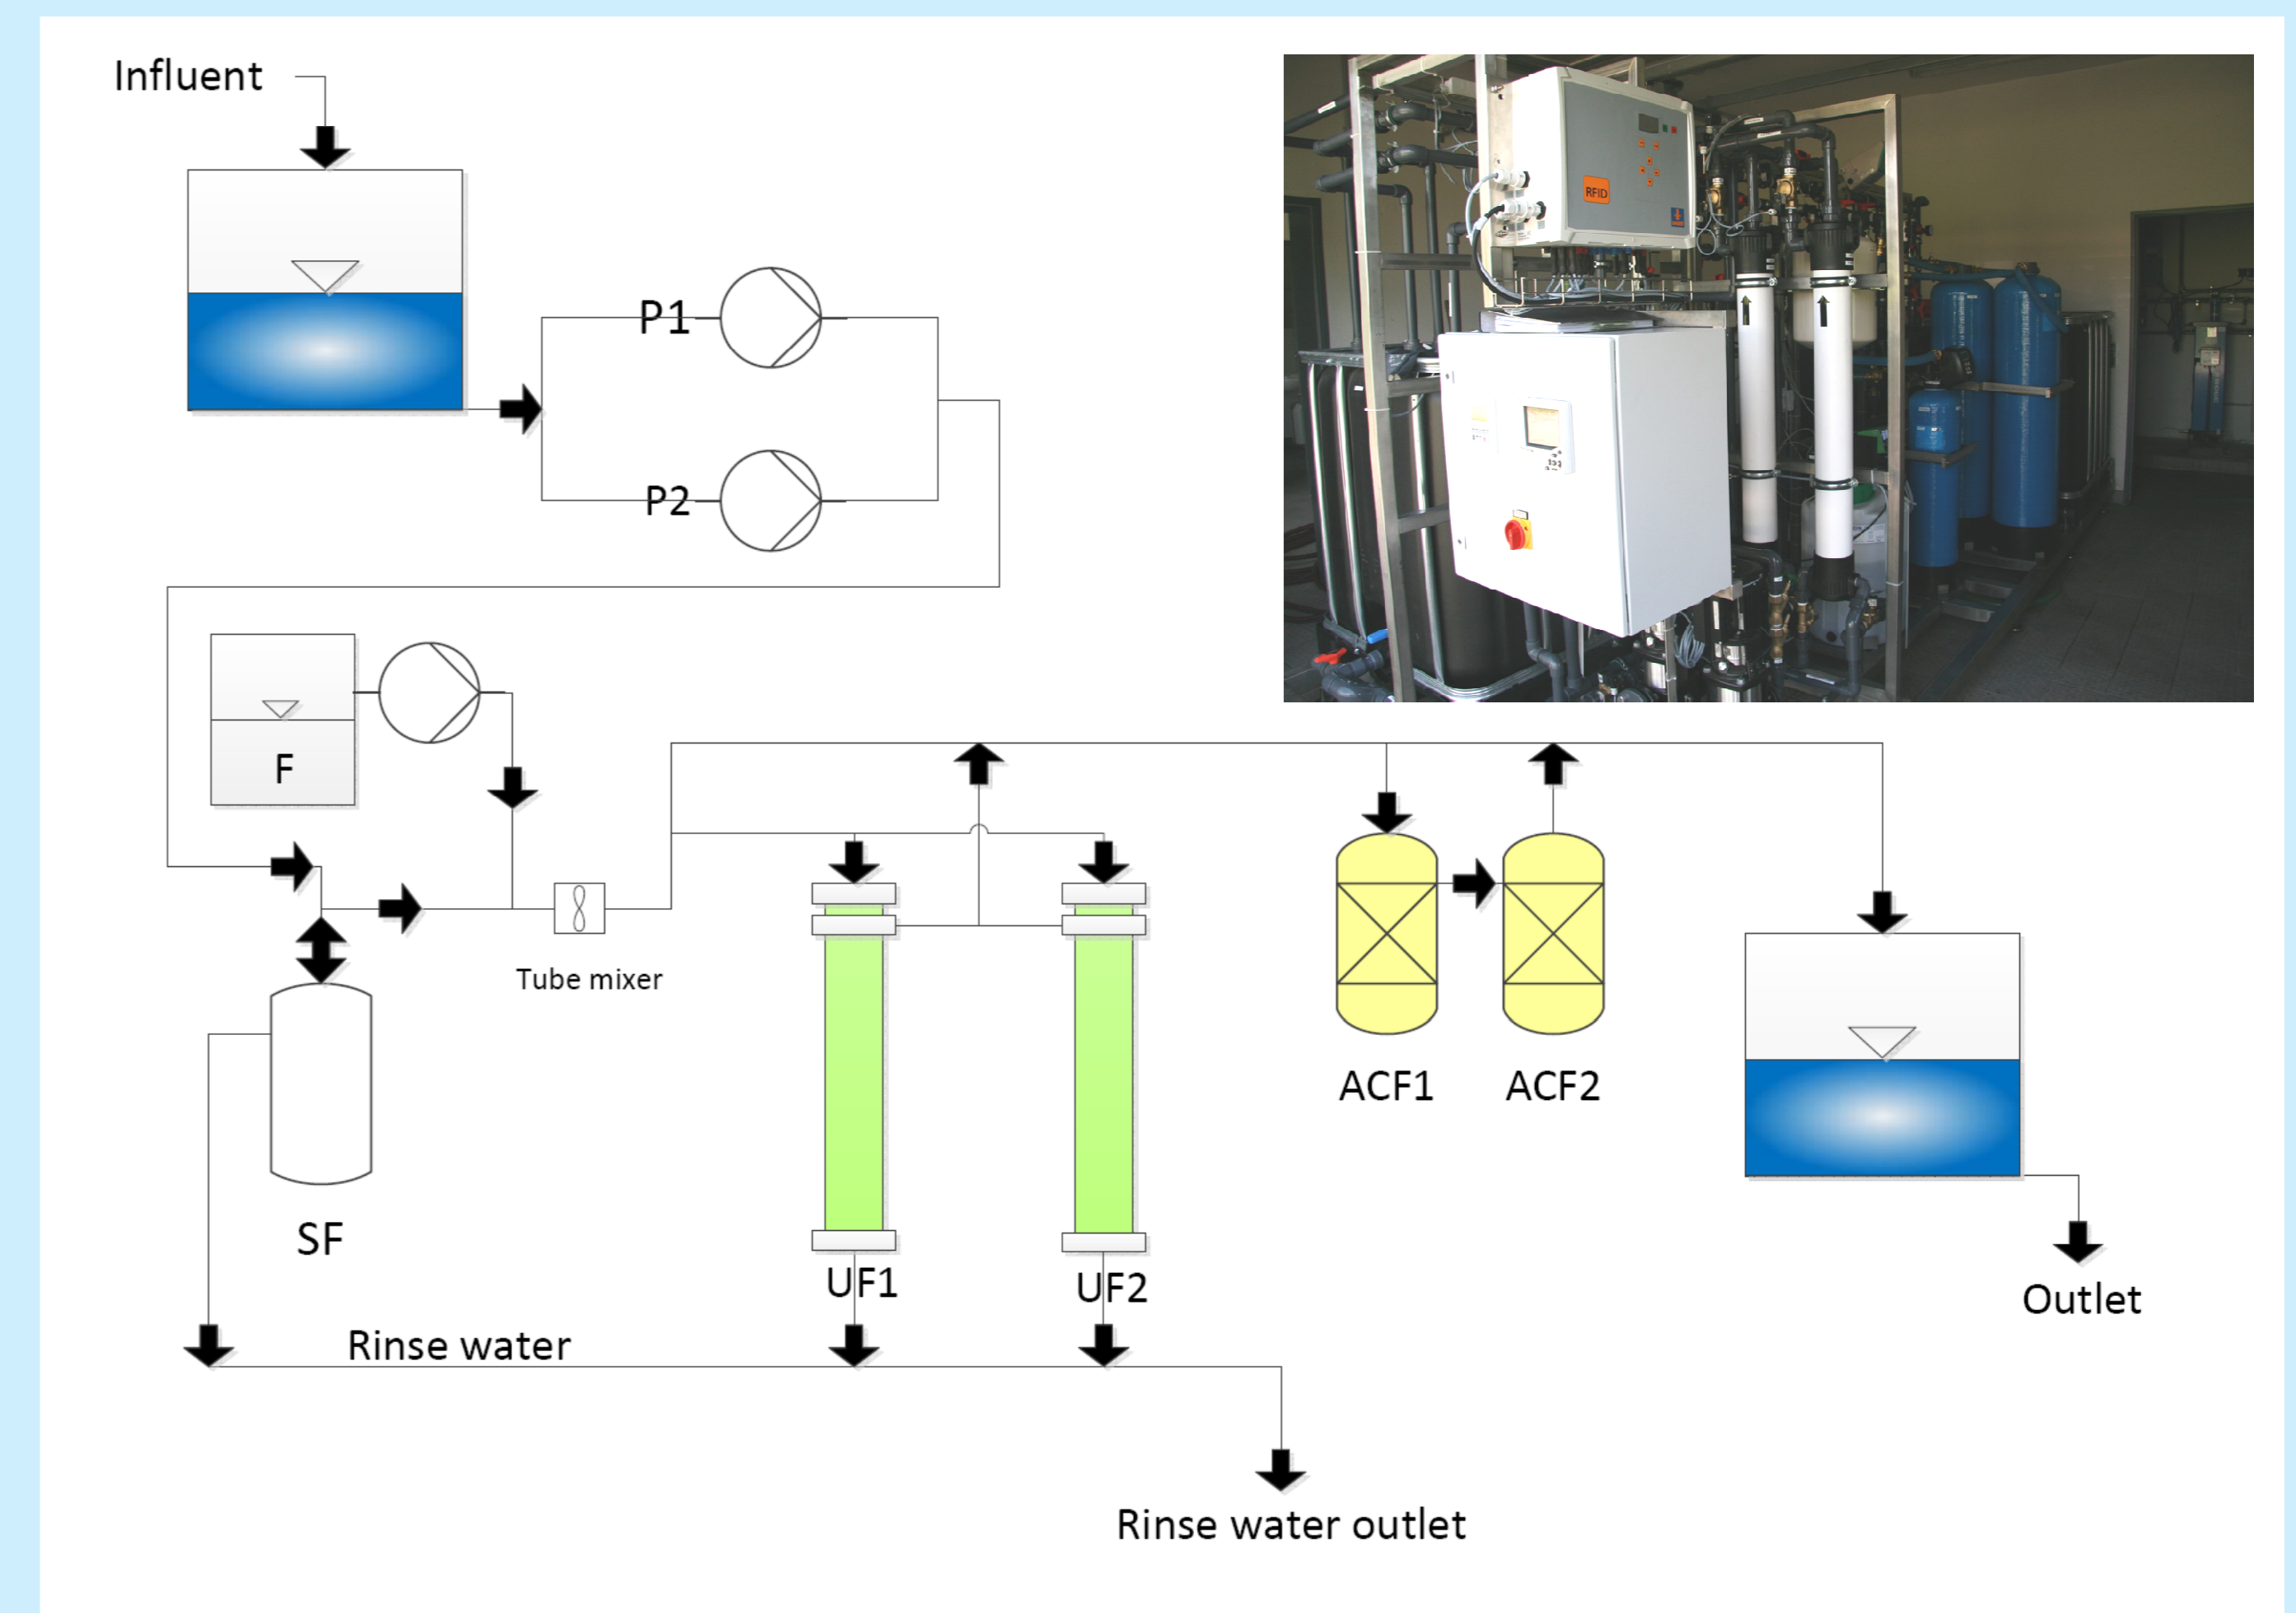 Influent
P1
P2
RFID
F
Tube mixer
SF
UF1
UF2
ACF1
ACF2
Outlet
Rinse water
Rinse water outlet